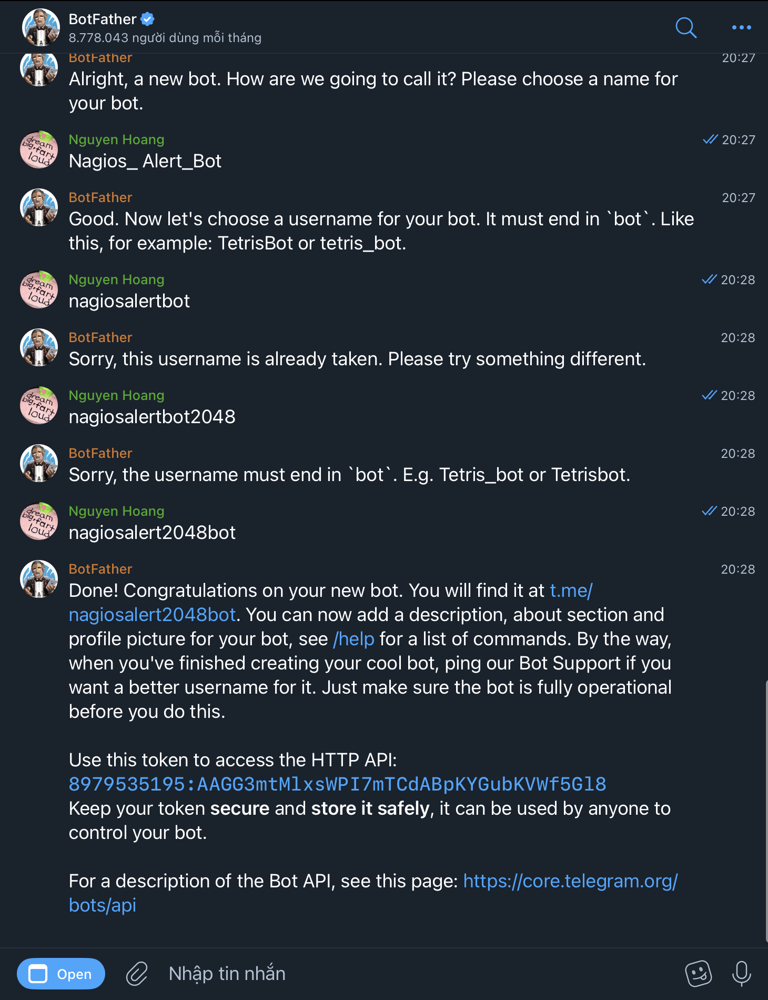 BotFather
8.778.043 người dùng mỗi tháng
BotFather 20:27
Alright, a new bot. How are we going to call it? Please choose a name for
your bot.
Nguyen Hoang 20:27
Nagios_ Alert_Bot
BotFather 20:27
Good. Now let's choose a username for your bot. It must end in `bot`. Like
this, for example: TetrisBot or tetris_bot.
Nguyen Hoang 20:28
nagiosalertbot
BotFather 20:28
Sorry, this username is already taken. Please try something different.
Nguyen Hoang 20:28
nagiosalertbot2048
BotFather 20:28
Sorry, the username must end in `bot`. E.g. Tetris_bot or Tetrisbot.
Nguyen Hoang 20:28
nagiosalert2048bot
BotFather 20:28
Done! Congratulations on your new bot. You will find it at t.me/
nagiosalert2048bot. You can now add a description, about section and
profile picture for your bot, see /help for a list of commands. By the way,
when you've finished creating your cool bot, ping our Bot Support if you
want a better username for it. Just make sure the bot is fully operational
before you do this.
Use this token to access the HTTP API:
8979535195:AAGG3mtMlxsWPI7mTCdABpKYGubKVWf5Gl8
Keep your token secure and store it safely, it can be used by anyone to
control your bot.
For a description of the Bot API, see this page: https://core.telegram.org/
bots/api
Open
Nhập tin nhắn
dream
big,fart
loud